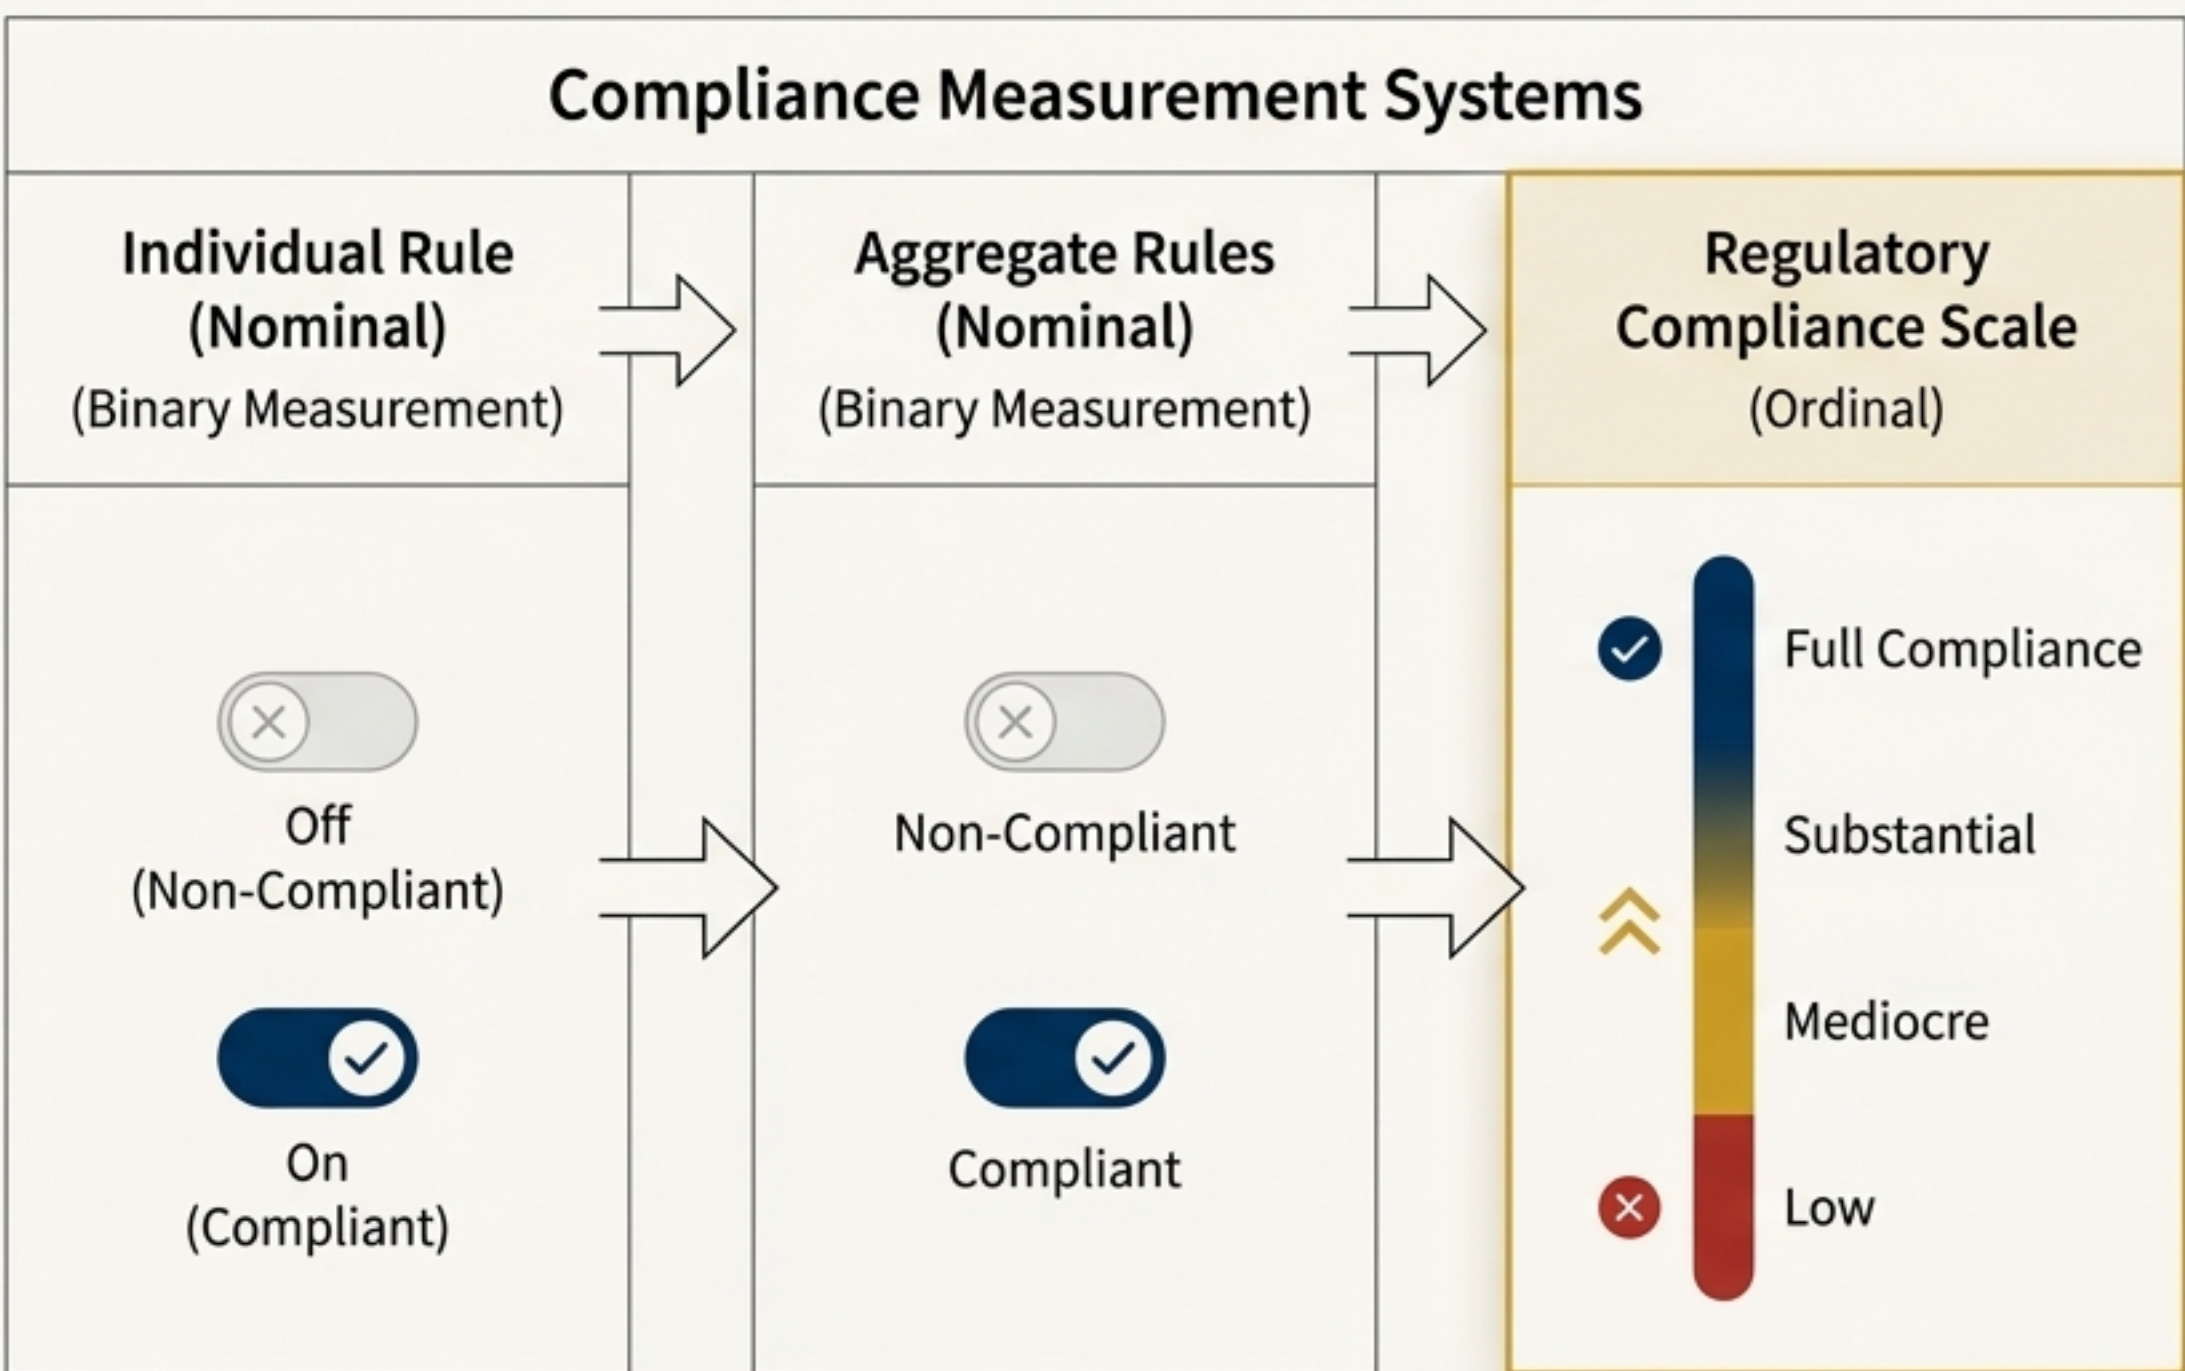 Compliance Measurement Systems
Individual Rule
(Nominal)
(Binary Measurement)
Aggregate Rules
(Nominal)
(Binary Measurement)
Regulatory
Compliance Scale
(Ordinal)
Off
(Non-Compliant)
On
(Compliant)
Non-Compliant
Compliant
Full Compliance
Substantial
Mediocre
Low